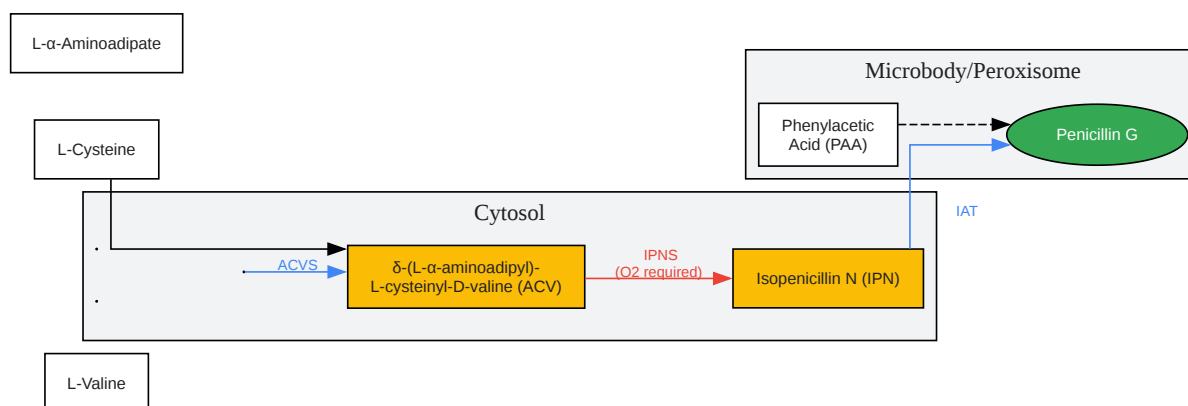 L-α-Aminoadipate
Microbody/Peroxisome
Phenylacetic
Acid (PAA)
Penicillin G
L-Cysteine
Cytosol
IAT
ACVS
δ-(L-α-aminoadipyl)-
L-cysteinyl-D-valine (ACV)
IPNS
(O2 required)
Isopenicillin N (IPN)
L-Valine